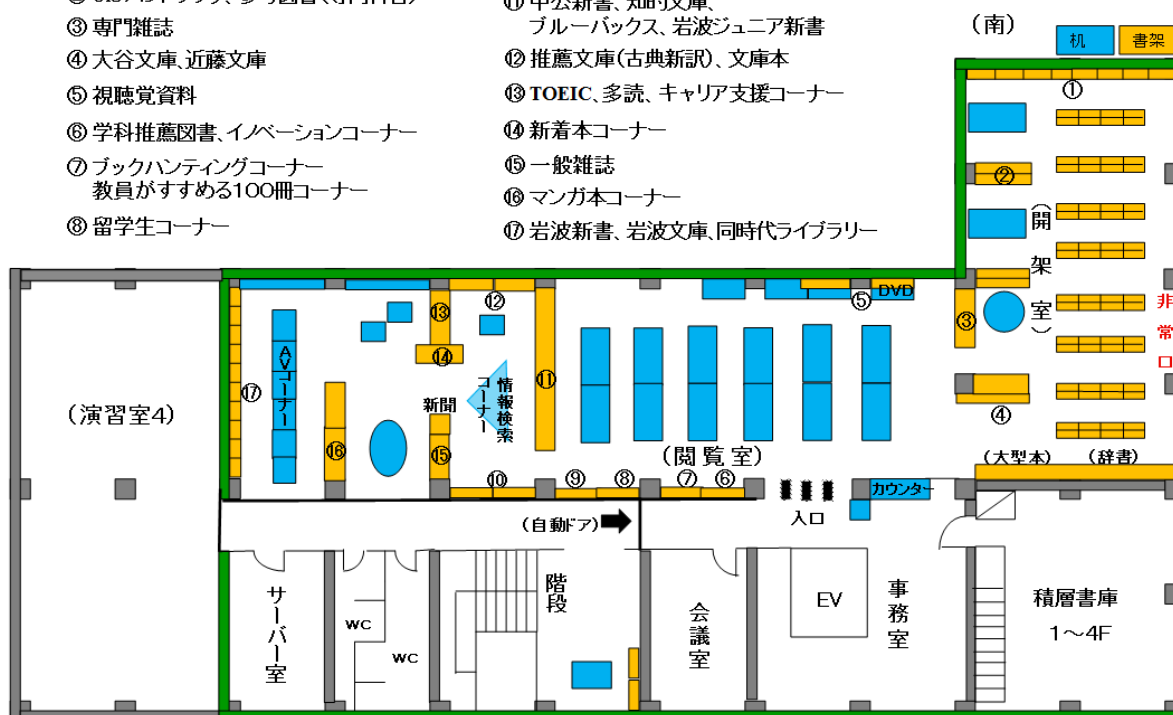 ③ 専門雑誌
④ 大谷文庫、近藤文庫
⑤ 視聴覚資料
⑥ 学科推薦図書、イノベーションコーナー
⑦ ブックハンティングコーナー
教員がすすめる100冊コーナー
⑧ 留学生コーナー
ブルーバックス、岩波ジュニア新書
⑫ 推薦文庫(古典新訳)、文庫本
⑬ TOEIC、多読、キャリア支援コーナー
⑭ 新着本コーナー
⑮ 一般雑誌
⑯ マンガ本コーナー
⑰ 岩波新書、岩波文庫、同時代ライブラリー
(南)
机
書架
①
②
(開架室)
DVD
⑤
③
④
非常口
(大型本)
(辞書)
⑫
⑬
⑭
⑪
⑰
AVコーナー
新聞
情報検索
コーナー
⑯
⑮
(演習室4)
(閲覧室)
⑩
⑨
⑧
⑦
⑥
カウンター
入口
(自動ドア)
サーバー室
WC
WC
階段
会議室
EV
事務室
積層書庫
1～4F